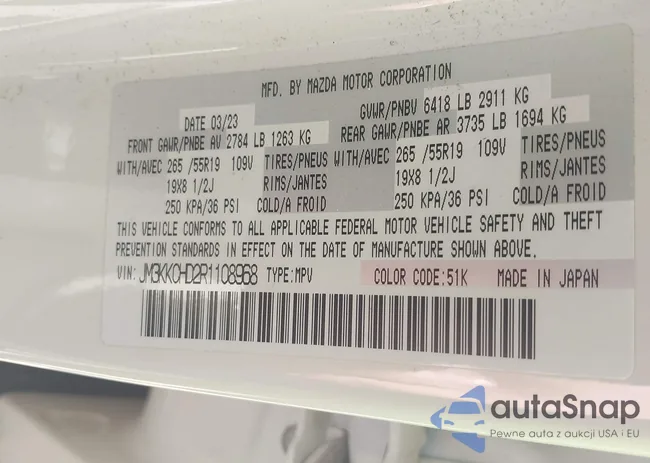 MFD. BY MAZDA MOTOR CORPORATION
DATE 03/23 GVWR/PNBV 6418 LB 2911 KG
FRONT GAWR/PNBE AV 2784 LB 1263 KG REAR GAWR/PNBE AR 3735 LB 1694 KG
WITH/AVEC 265 /55R19 109V TIRES/PNEUS WITH/AVEC 265 /55R19 109V TIRES/PNEUS
19X8 1/2J RIMS/JANTES 19X8 1/2J RIMS/JANTES
250 KPA/36 PSI COLD/A FROID 250 KPA/36 PSI COLD/A FROID
THIS VEHICLE CONFORMS TO ALL APPLICABLE FEDERAL MOTOR VEHICLE SAFETY AND THEFT
PREVENTION STANDARDS IN EFFECT ON THE DATE OF MANUFACTURE SHOWN ABOVE.
VIN: JM3KKCHD2R1108968 TYPE:MPV COLOR CODE:51K MADE IN JAPAN
autaSnap
Pewne auta z aukcji USA i EU